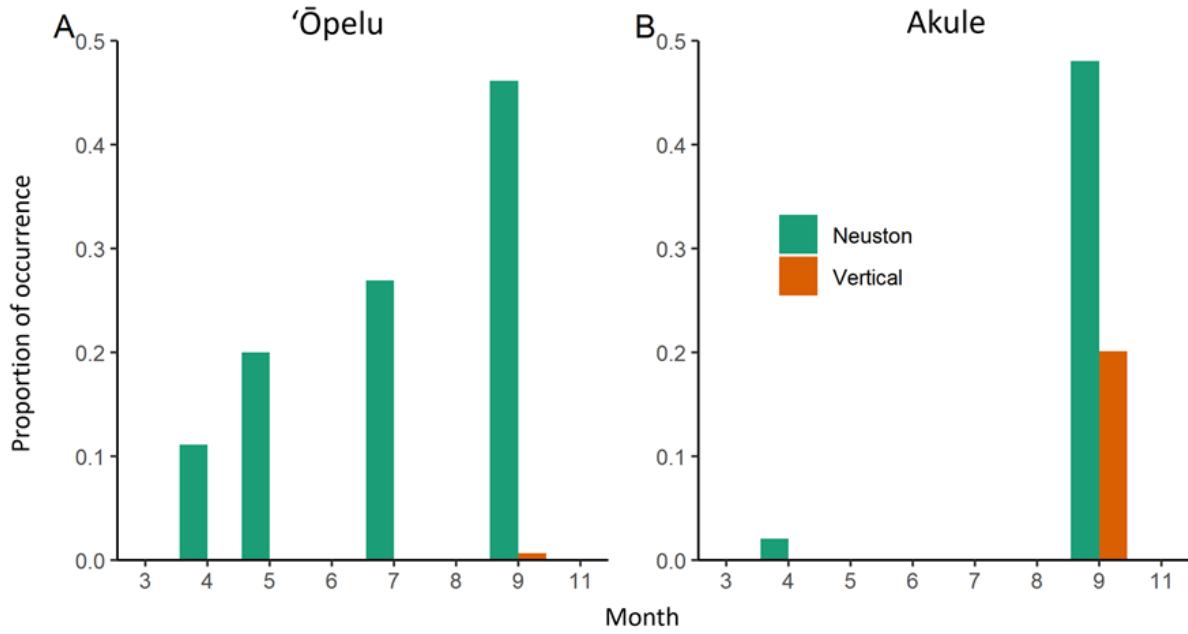 A
‘Ōpelu
0.5
0.4
0.3
0.2
0.1
0.0
3 4 5 6 7 8 9 11
Proportion of occurrence
B
Akule
0.5
0.4
0.3
0.2
0.1
0.0
Neuston
Vertical
3 4 5 6 7 8 9 11
Month